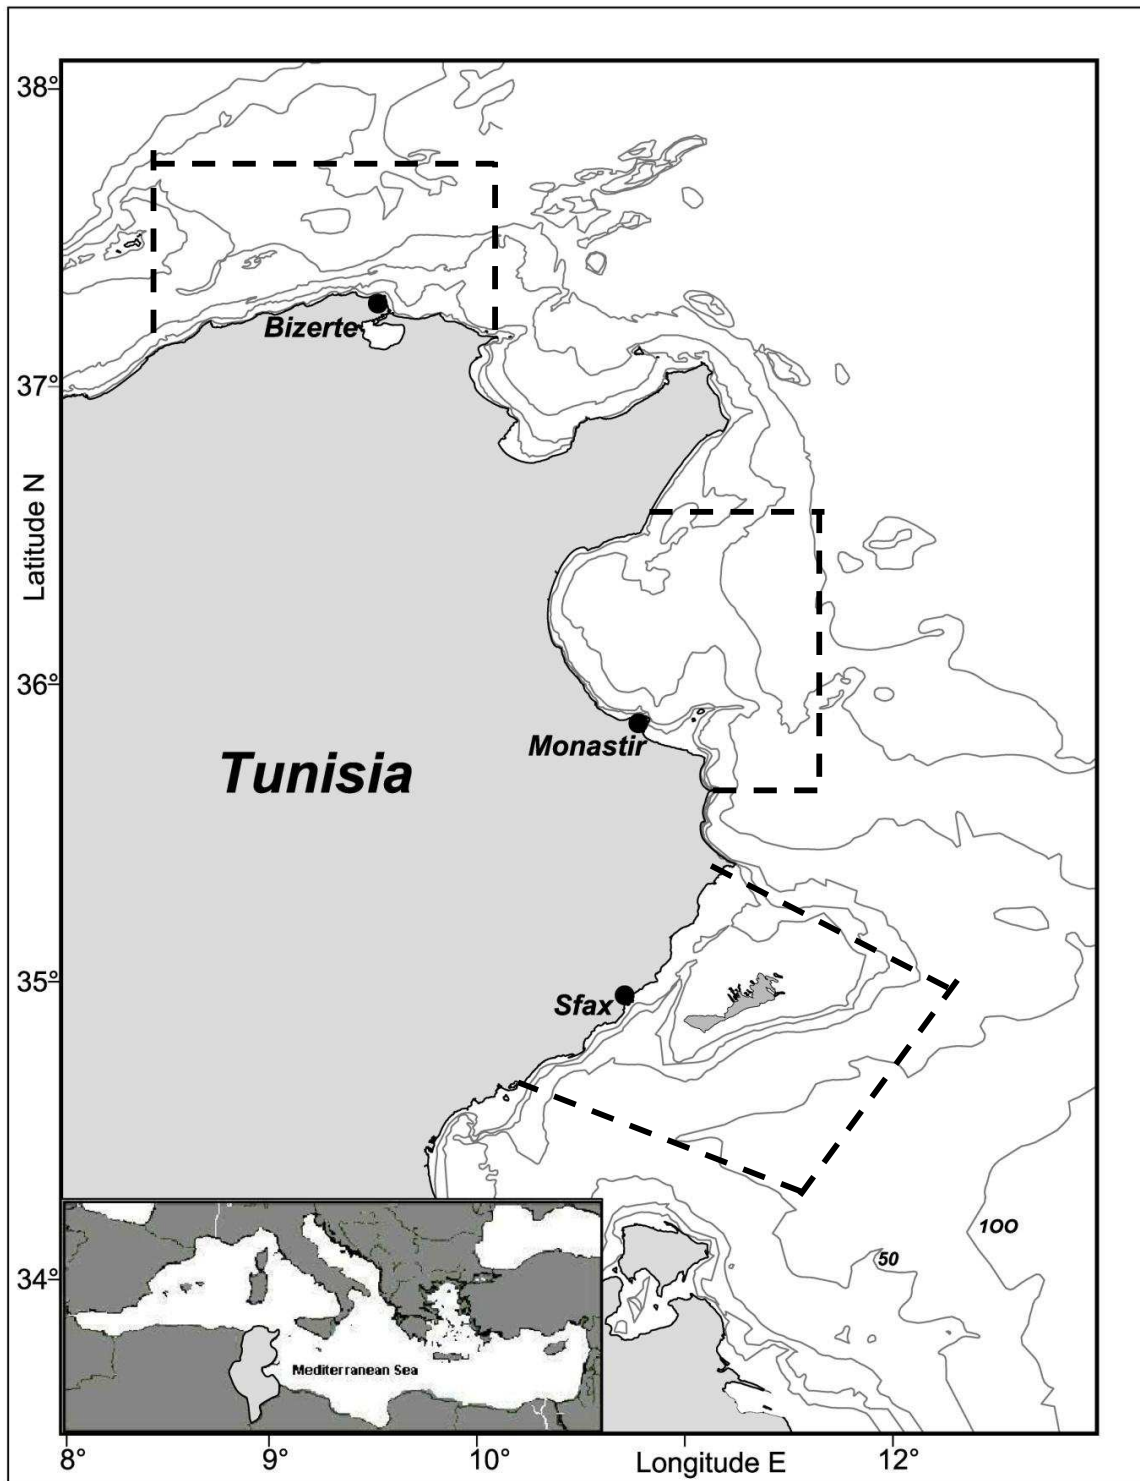 38°
Bizerte
37°
Latitude N
36°
Monastir
Tunisia
35°
Sfax
100
50
34°
Mediterranean Sea
8°
9°
10°
Longitude E
12°